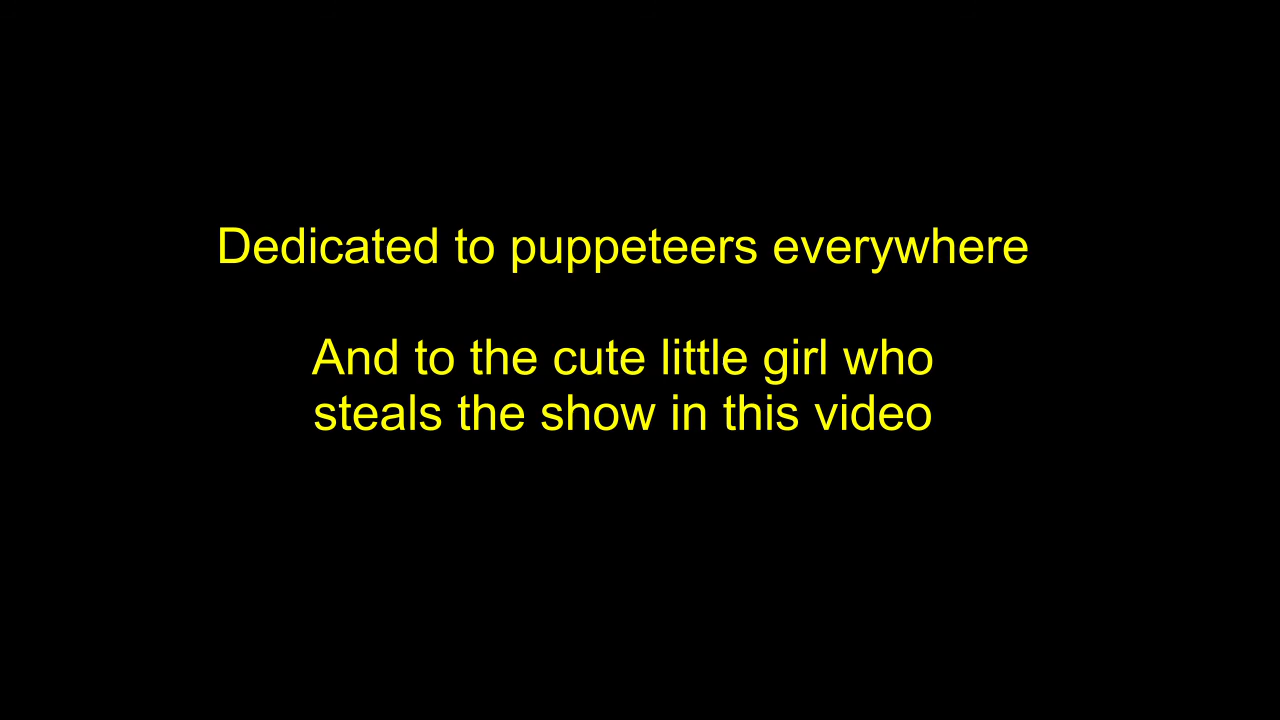 Dedicated to puppeteers everywhere
And to the cute little girl who
steals the show in this video